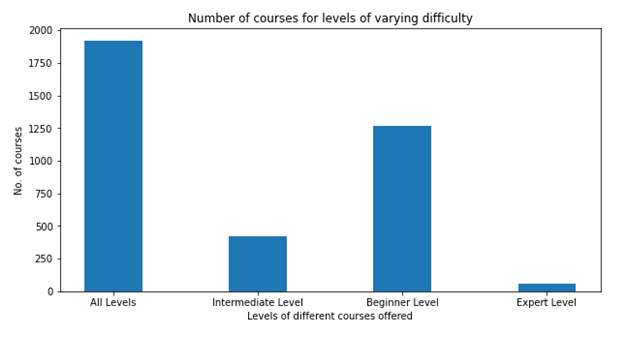 Number of courses for levels of varying difficulty
2000
1750
1500
1250
1000
750
500
250
0
No. of courses
All Levels Intermediate Level Beginner Level Expert Level
Levels of different courses offered